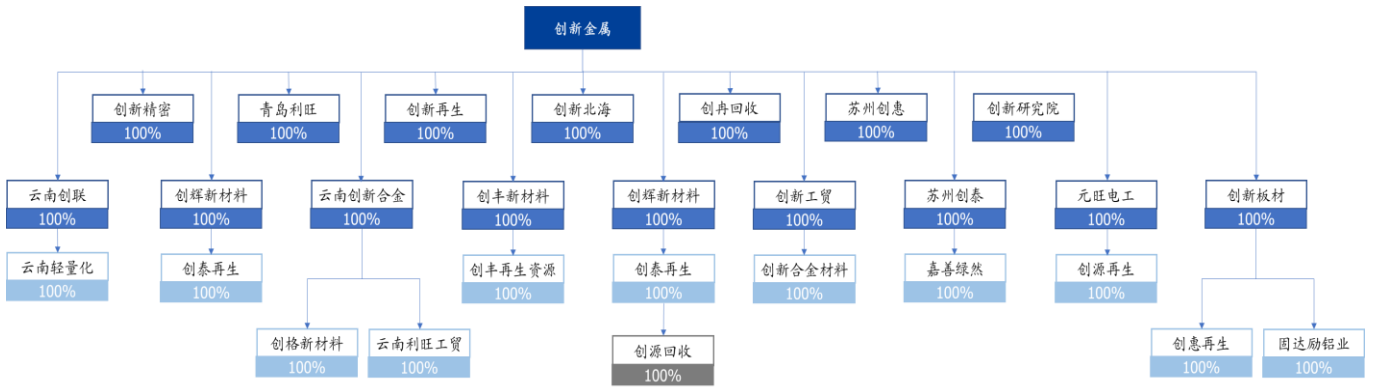 创新金属
创新精密
100%
青岛利旺
100%
创新再生
100%
创新北海
100%
创冉回收
100%
苏州创惠
100%
创新研究院
100%
云南创联
100%
创辉新材料
100%
云南创新合金
100%
创丰新材料
100%
创辉新材料
100%
创新工贸
100%
苏州创泰
100%
元旺电工
100%
创新板材
100%
云南轻量化
100%
创泰再生
100%
创丰再生资源
100%
创泰再生
100%
创新合金材料
100%
嘉善绿然
100%
创源再生
100%
创格新材料
100%
云南利旺工贸
100%
创源回收
100%
创惠再生
100%
固达励铝业
100%